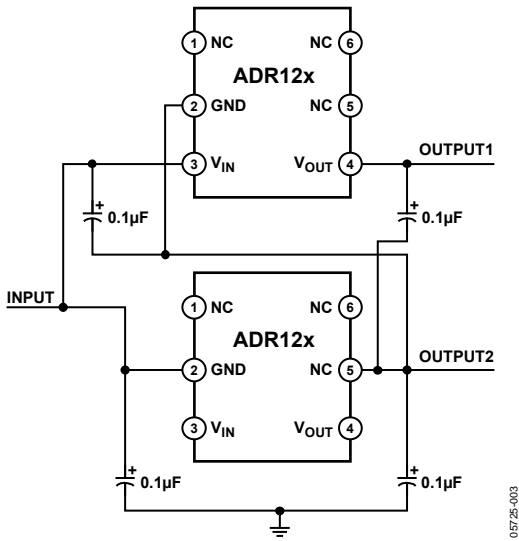 1 NC
NC 6
ADR12x
2 GND
NC 5
3 VIN
VOUT 4
OUTPUT1
+
0.1µF
+
0.1µF
INPUT
1 NC
NC 6
ADR12x
2 GND
NC 5
OUTPUT2
3 VIN
VOUT 4
+
0.1µF
+
0.1µF
05725-003